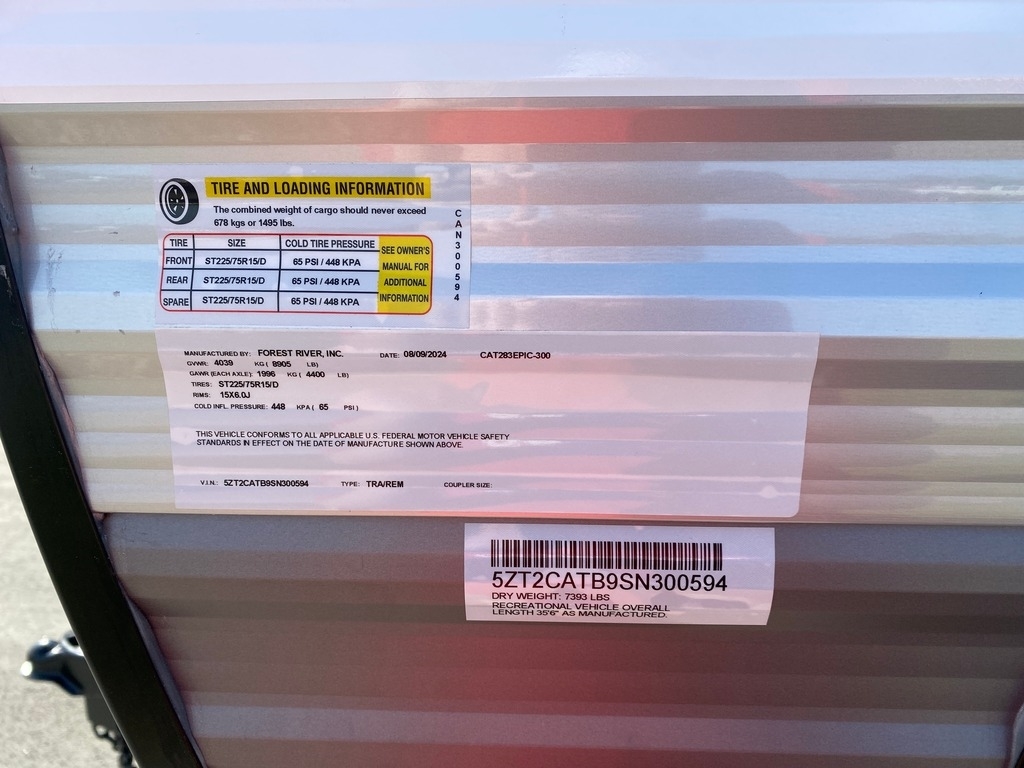 TIRE AND LOADING INFORMATION
The combined weight of cargo should never exceed
678 kgs or 1495 lbs.
TIRE SIZE COLD TIRE PRESSURE SEE OWNER'S MANUAL FOR ADDITIONAL INFORMATION
FRONT ST225/75R15/D 65 PSI / 448 KPA
REAR ST225/75R15/D 65 PSI / 448 KPA
SPARE ST225/75R15/D 65 PSI / 448 KPA
CAN300594
MANUFACTURED BY: FOREST RIVER, INC. DATE: 08/09/2024 CAT283EPIC-300
GVWR: 4039 KG ( 8905 LB)
GAWR (EACH AXLE): 1996 KG ( 4400 LB)
TIRES: ST225/75R15/D
RIMS: 15X6.0J
COLD INFL. PRESSURE: 448 KPA ( 65 PSI )
THIS VEHICLE CONFORMS TO ALL APPLICABLE U.S. FEDERAL MOTOR VEHICLE SAFETY
STANDARDS IN EFFECT ON THE DATE OF MANUFACTURE SHOWN ABOVE.
V.I.N.: 5ZT2CATB9SN300594 TYPE: TRA/REM COUPLER SIZE:
5ZT2CATB9SN300594
DRY WEIGHT: 7393 LBS
RECREATIONAL VEHICLE OVERALL
LENGTH 35'6" AS MANUFACTURED.